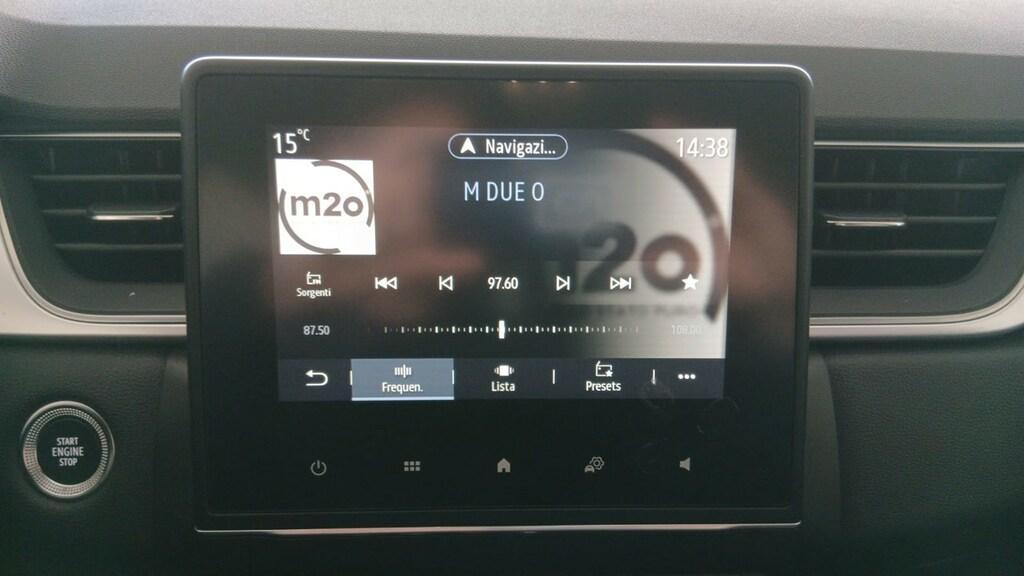 15°C
Navigazi...
14:38
m2o
M DUE O
2o
Sorgenti
97.60
87.50
108.00
Frequen.
Lista
Presets
START
ENGINE
STOP